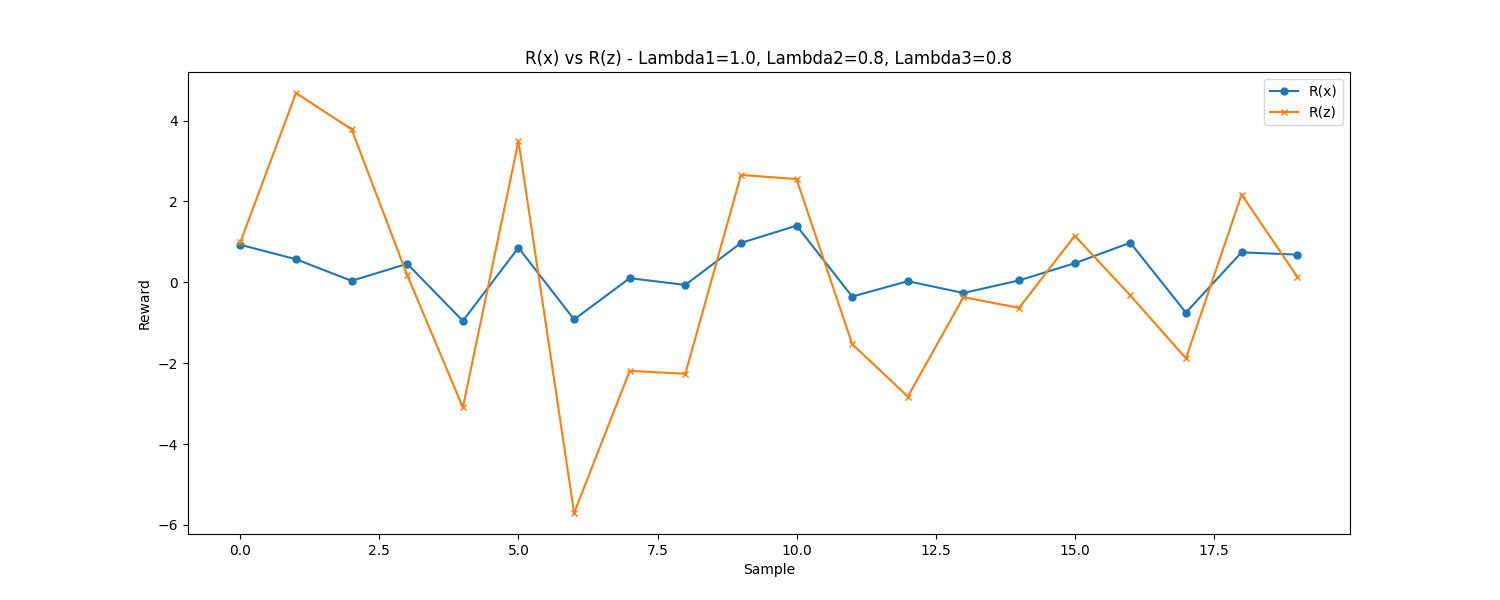 R(x) vs R(z) - Lambda1=1.0, Lambda2=0.8, Lambda3=0.8
R(x)
R(z)
4
2
0
−2
−4
−6
Reward
0.0 2.5 5.0 7.5 10.0 12.5 15.0 17.5
Sample